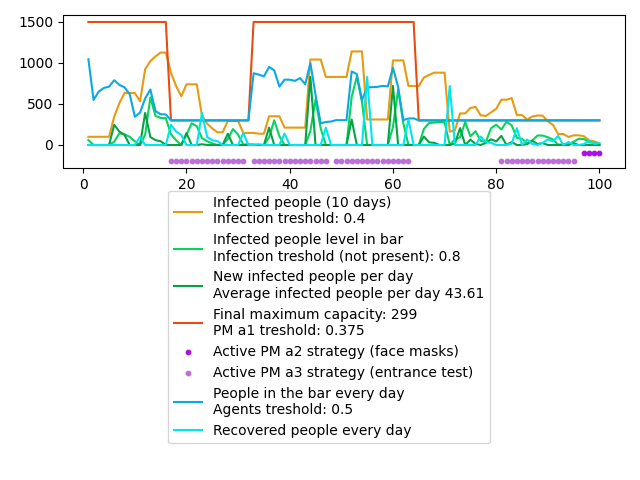 1500
1000
500
0
0
20
40
60
80
100
Infected people (10 days)
Infection treshold: 0.4
Infected people level in bar
Infection treshold (not present): 0.8
New infected people per day
Average infected people per day 43.61
Final maximum capacity: 299
PM a1 treshold: 0.375
Active PM a2 strategy (face masks)
Active PM a3 strategy (entrance test)
People in the bar every day
Agents treshold: 0.5
Recovered people every day